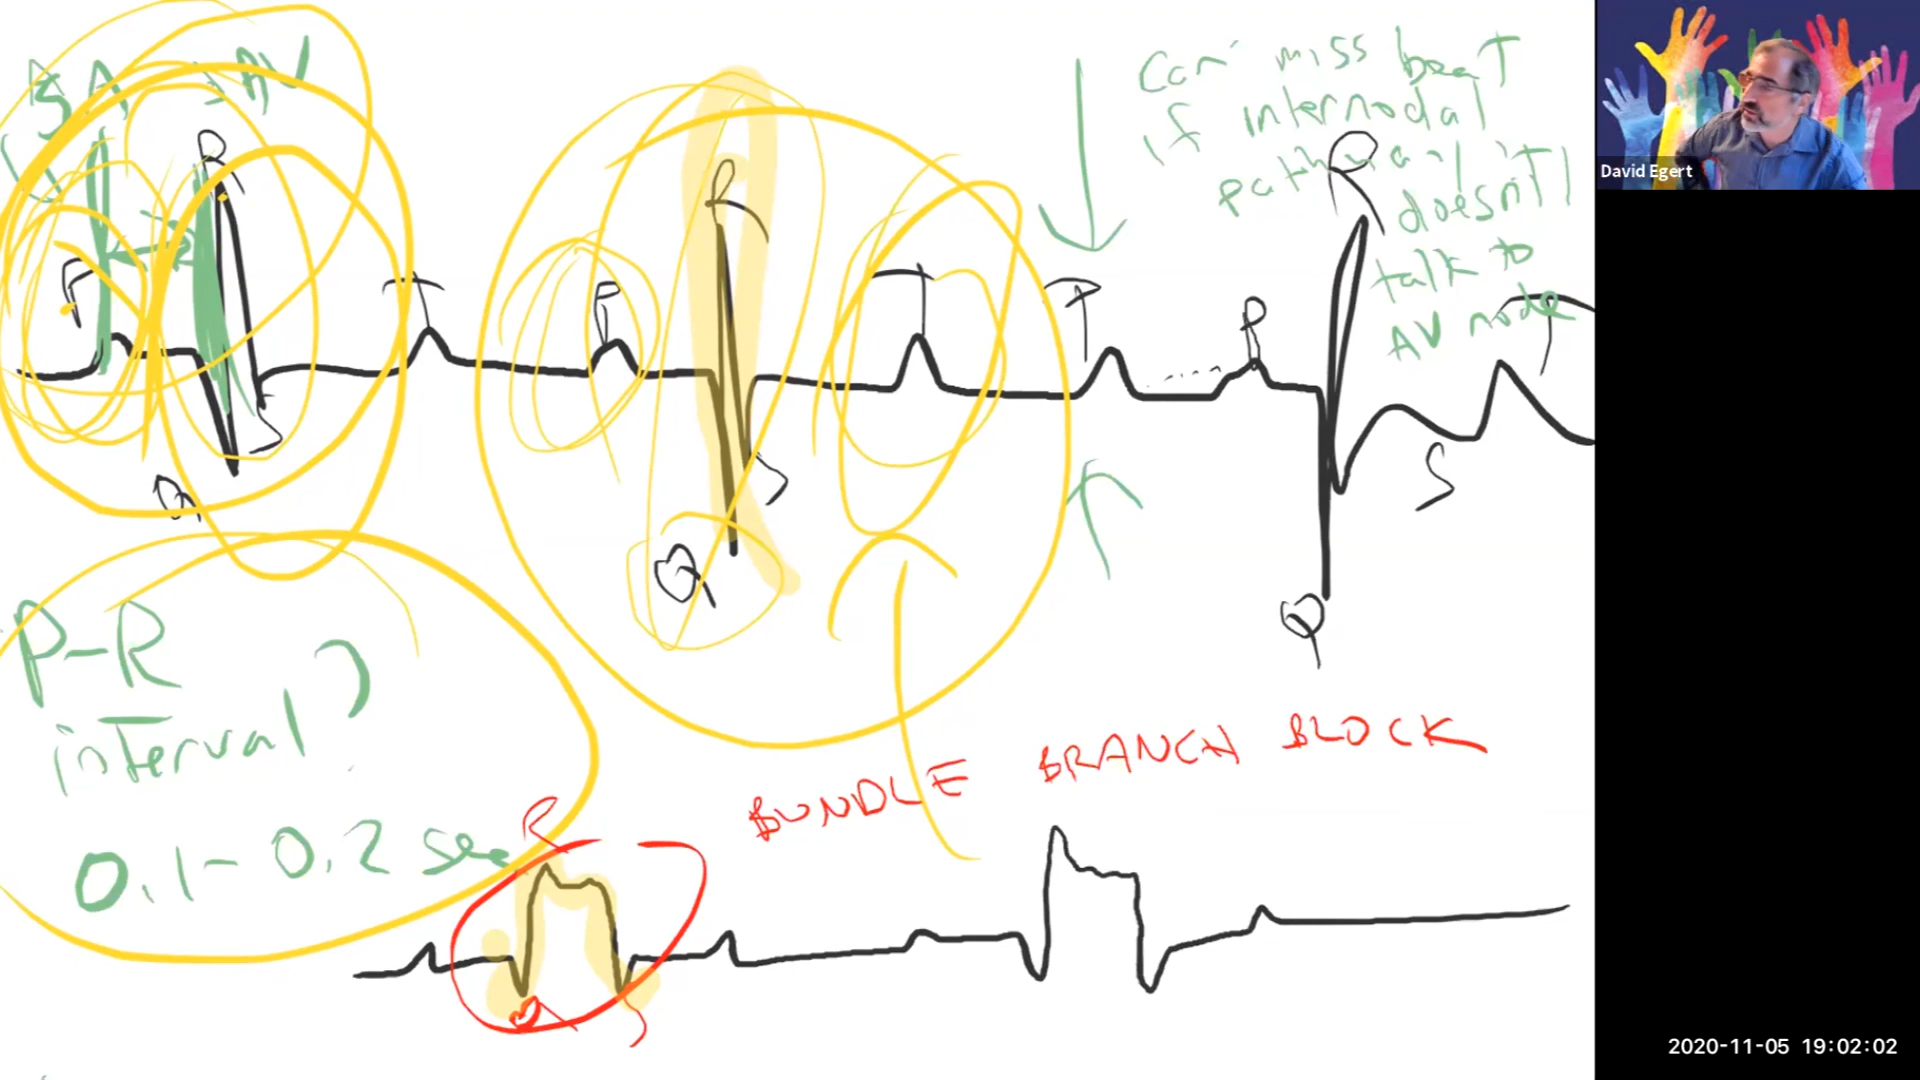 SA → AV
Can miss beat
if internodal
pathway
doesn't
talk to
AV node
R
R
R
P
T
P
T
P
P
T
S
S
S
Q
Q
Q
P-R
interval?
0.1-0.2 sec
BUNDLE BRANCH BLOCK
R
Q
S
David Egert
2020-11-05 19:02:02